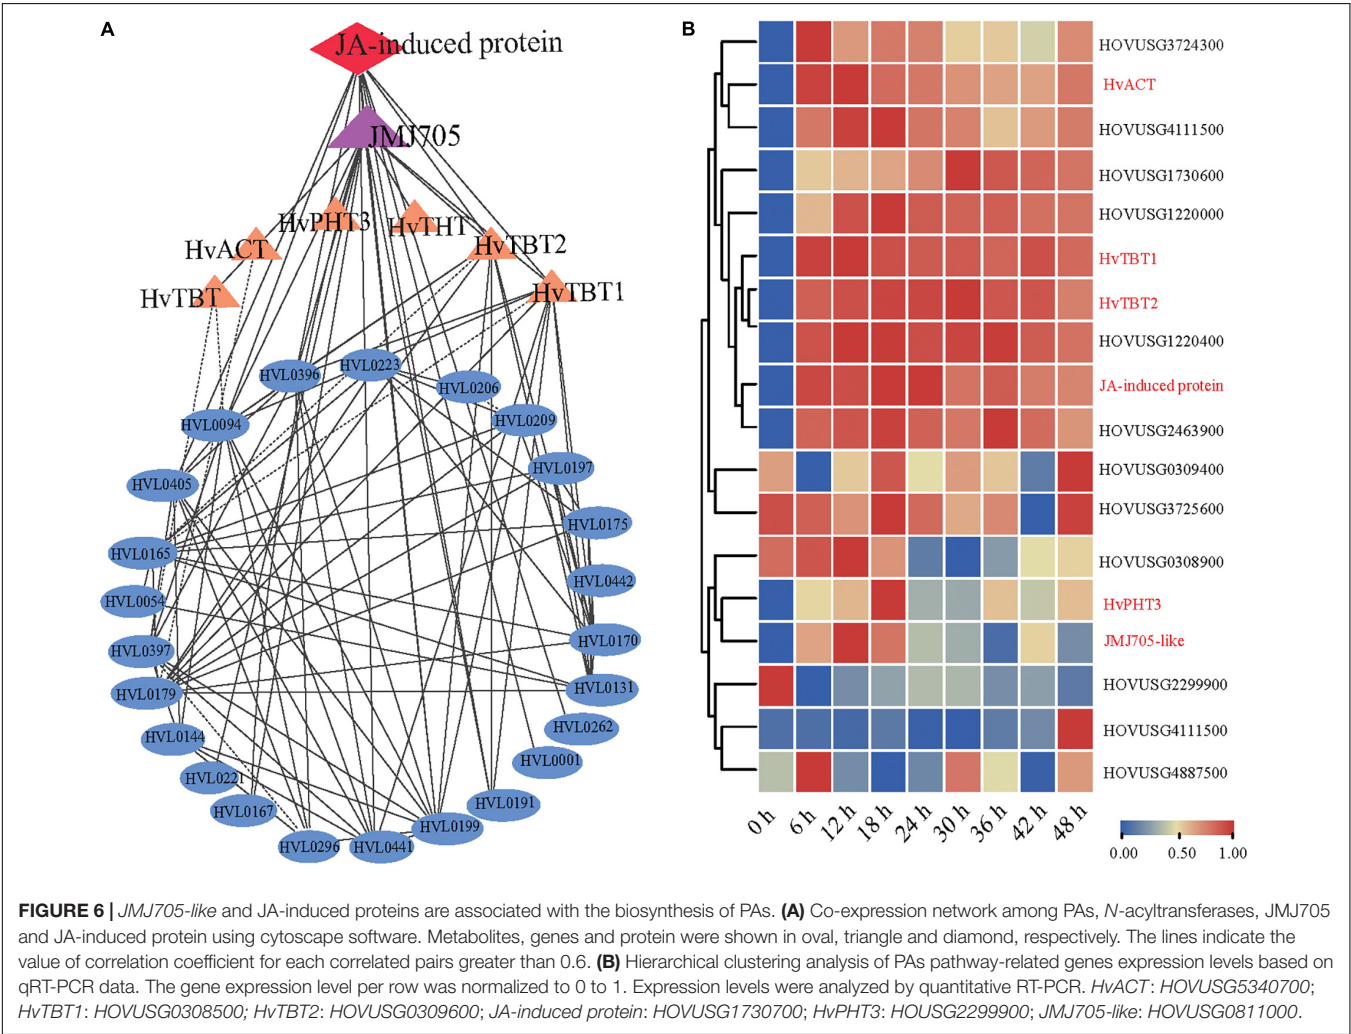 A
JA-induced protein
JMJ705
HvPHT3
HvTHT
HvACT
HvTBT2
HvTBT
HvTBT1
HVL0223
HVL0396
HVL0206
HVL0209
HVL0094
HVL0197
HVL0405
HVL0175
HVL0165
HVL0442
HVL0054
HVL0170
HVL0397
HVL0179
HVL0131
HVL0262
HVL0144
HVL0001
HVL0221
HVL0191
HVL0167
HVL0199
HVL0296
HVL0441
B
HOVUSG3724300
HvACT
HOVUSG4111500
HOVUSG1730600
HOVUSG1220000
HvTBT1
HvTBT2
HOVUSG1220400
JA-induced protein
HOVUSG2463900
HOVUSG0309400
HOVUSG3725600
HOVUSG0308900
HvPHT3
JMJ705-like
HOVUSG2299900
HOVUSG4111500
HOVUSG4887500
0 h 6 h 12 h 18 h 24 h 30 h 36 h 42 h 48 h
0.00 0.50 1.00
FIGURE 6 | JMJ705-like and JA-induced proteins are associated with the biosynthesis of PAs. (A) Co-expression network among PAs, N-acyltransferases, JMJ705
and JA-induced protein using cytoscape software. Metabolites, genes and protein were shown in oval, triangle and diamond, respectively. The lines indicate the
value of correlation coefficient for each correlated pairs greater than 0.6. (B) Hierarchical clustering analysis of PAs pathway-related genes expression levels based on
qRT-PCR data. The gene expression level per row was normalized to 0 to 1. Expression levels were analyzed by quantitative RT-PCR. HvACT: HOVUSG5340700;
HvTBT1: HOVUSG0308500; HvTBT2: HOVUSG0309600; JA-induced protein: HOVUSG1730700; HvPHT3: HOUSG2299900; JMJ705-like: HOVUSG0811000.